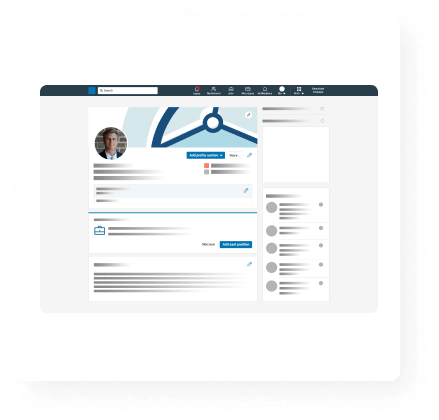 Search
Home
My Network
Jobs
Messaging
Notifications
Me
Work
Add profile section
More...
Not now
Add past position